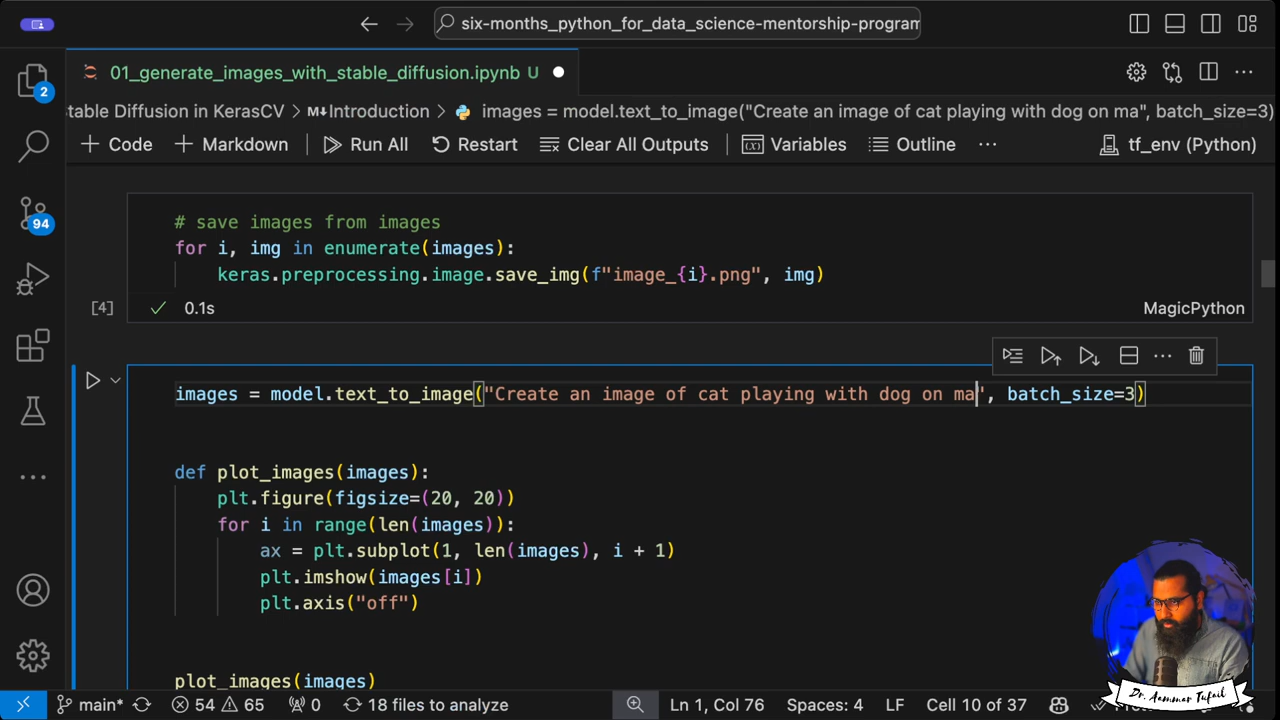 six-months_python_for_data_science-mentorship-program
01_generate_images_with_stable_diffusion.ipynb U
2
stable Diffusion in KerasCV > M↓Introduction > images = model.text_to_image("Create an image of cat playing with dog on ma", batch_size=3)
+ Code + Markdown Run All Restart Clear All Outputs Variables Outline ... tf_env (Python)
94
# save images from images
for i, img in enumerate(images):
keras.preprocessing.image.save_img(f"image_{i}.png", img)
[4] 0.1s MagicPython
images = model.text_to_image("Create an image of cat playing with dog on ma", batch_size=3)
def plot_images(images):
plt.figure(figsize=(20, 20))
for i in range(len(images)):
ax = plt.subplot(1, len(images), i + 1)
plt.imshow(images[i])
plt.axis("off")
plot_images(images)
Dr. Aammar Tufail
main* 54 65 0 18 files to analyze Ln 1, Col 76 Spaces: 4 LF Cell 10 of 37